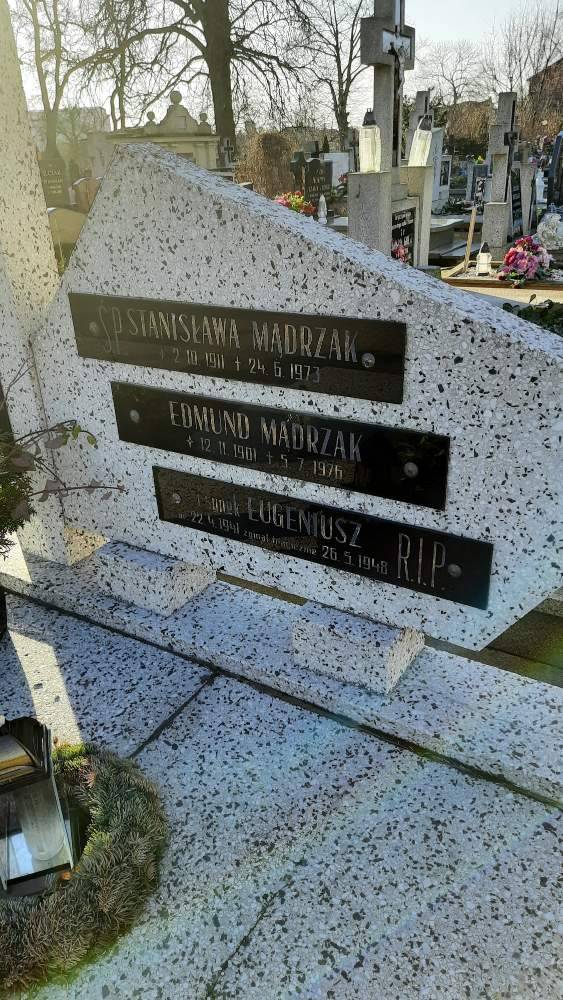 ŚP STANISŁAWA MĄDRZAK
2.10.1911 + 24.6.1973
EDMUND MĄDRZAK
+ 12.11.1901 + 5.7.1976
synek EUGENIUSZ
22.4.1941 zginął tragicznie 26.5.1948 R.I.P.